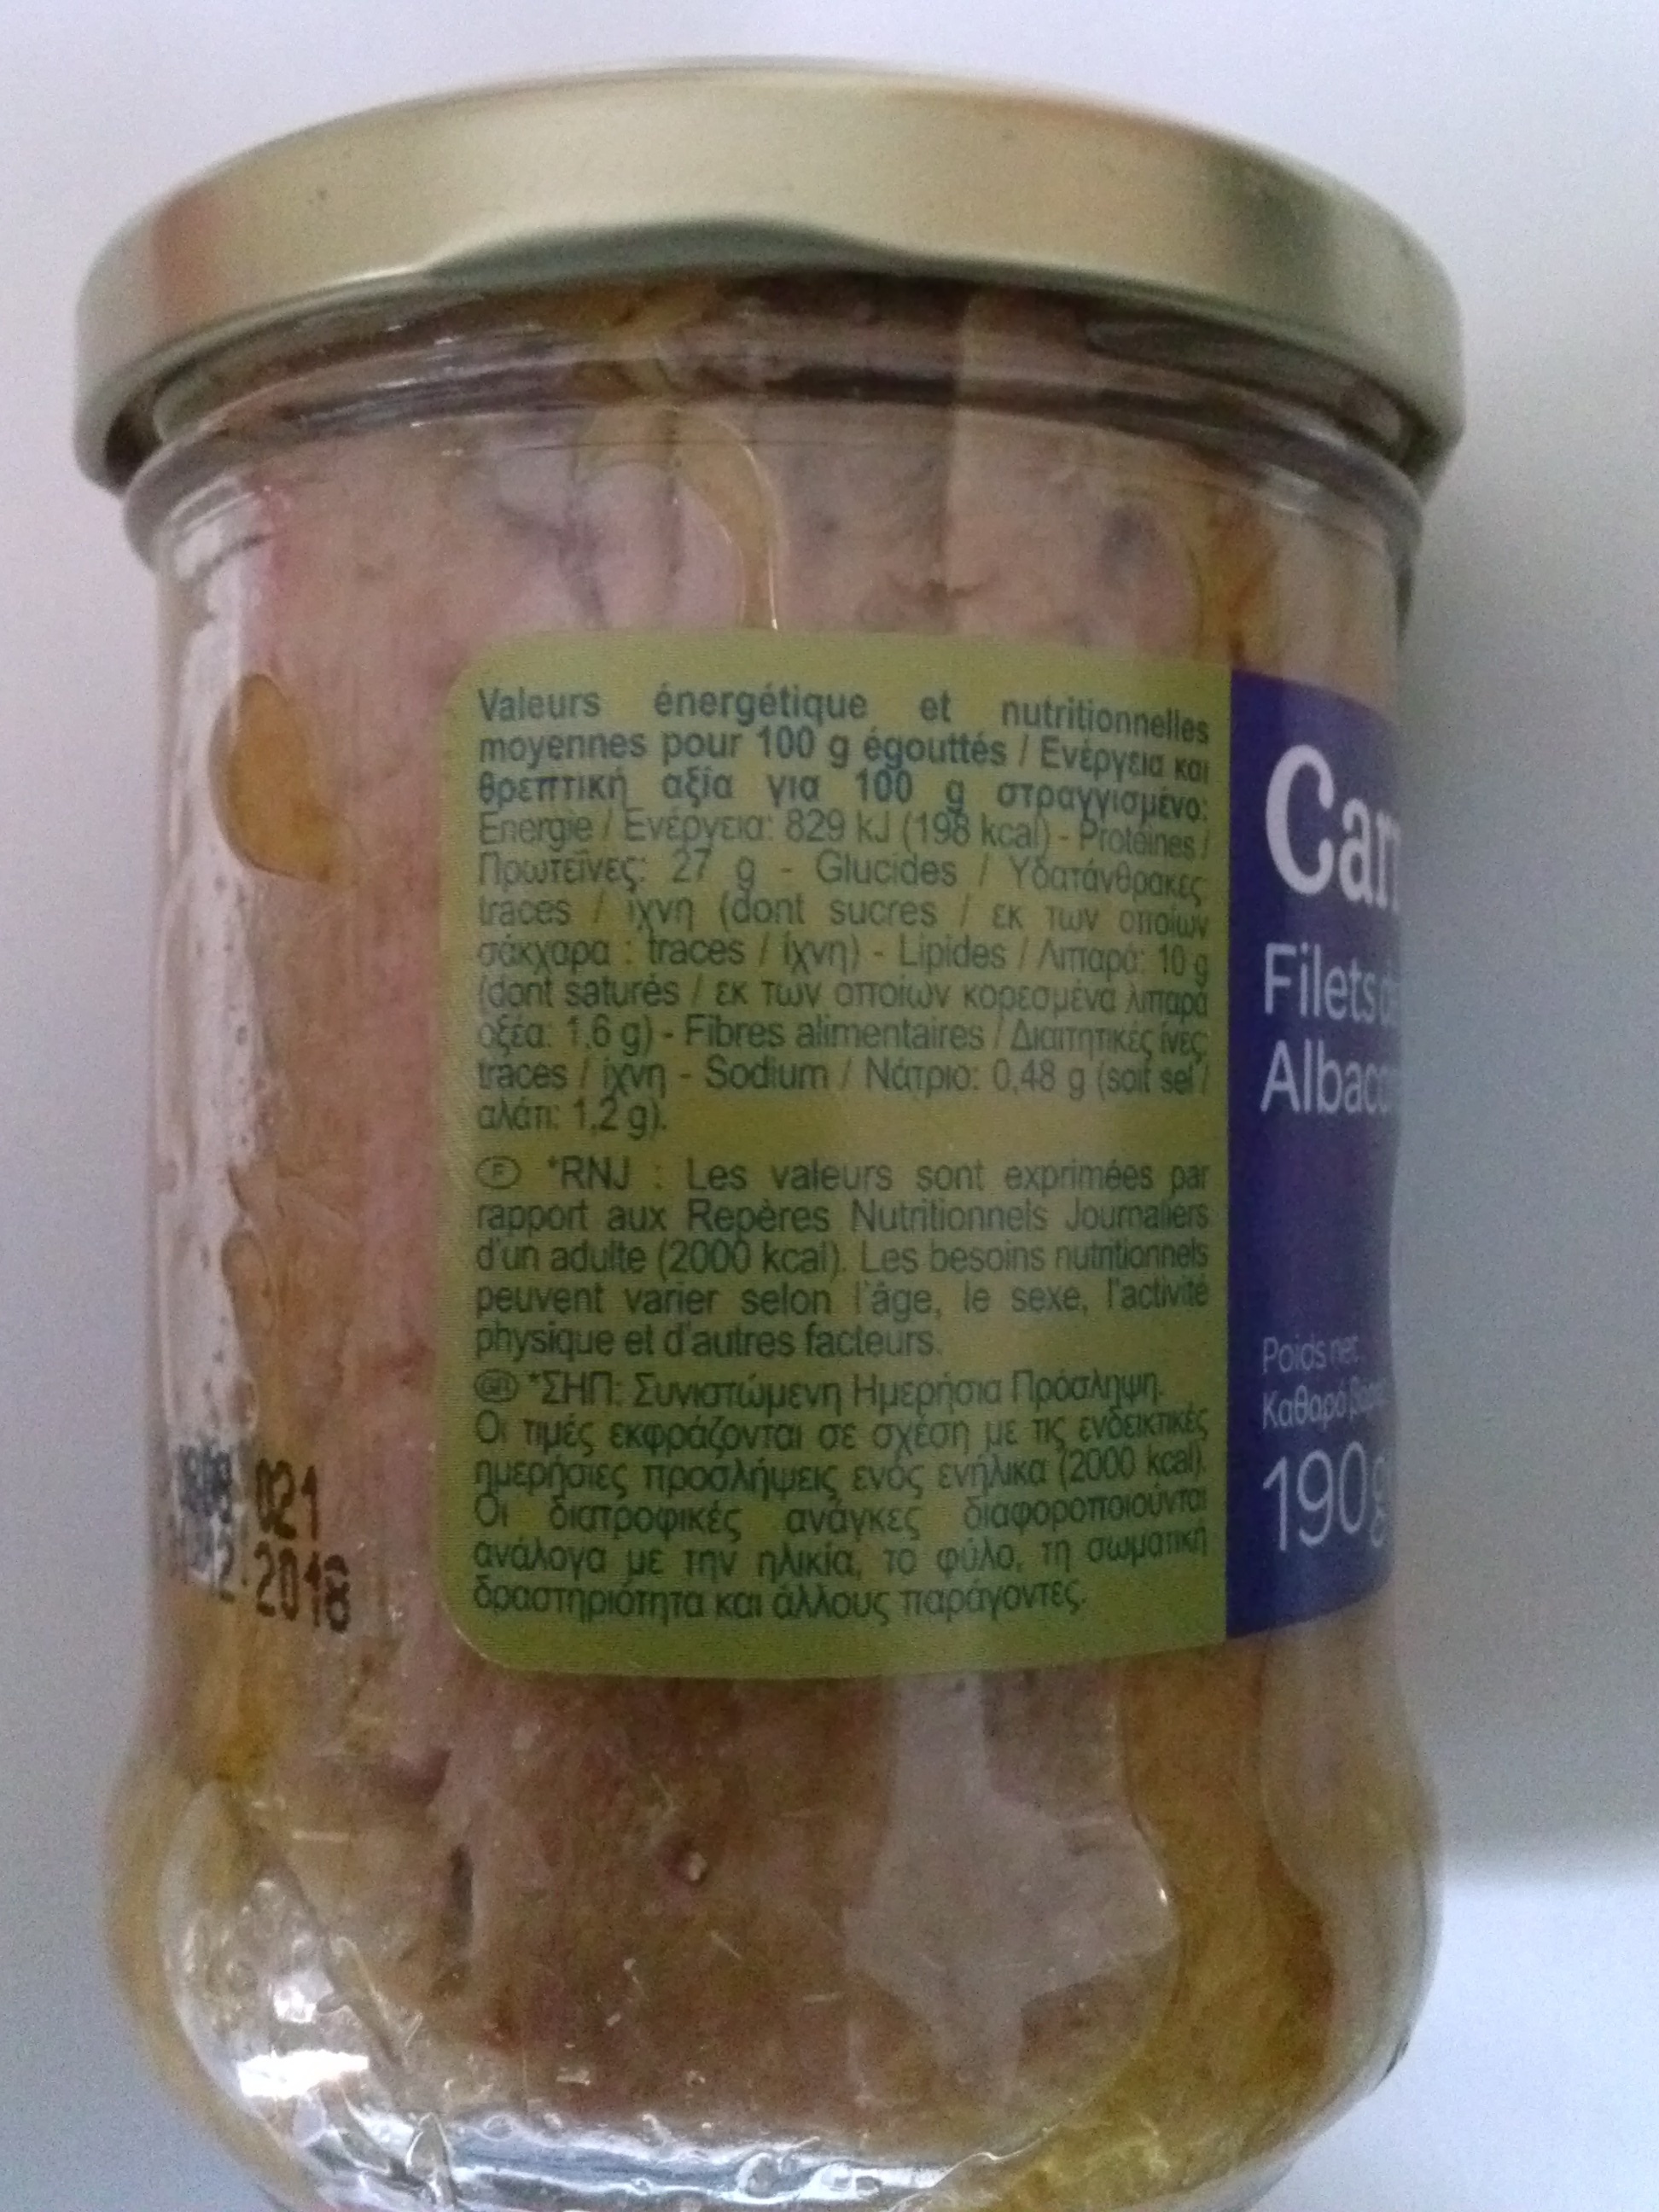 Valeurs énergétique et nutritionnelles
moyennes pour 100 g égouttés / Ενέργεια και
θρεπτική αξία για 100 g στραγγισμένο:
Energie / Ενέργεια: 829 kJ (198 kcal) - Protéines /
Πρωτεΐνες: 27 g - Glucides / Υδατάνθρακες:
traces / ίχνη (dont sucres / εκ των οποίων
σάκχαρα : traces / ίχνη) - Lipides / Λιπαρά: 10 g
(dont saturés / εκ των οποίων κορεσμένα λιπαρά
οξέα: 1,6 g) - Fibres alimentaires / Διαιτητικές ίνες:
traces / ίχνη - Sodium / Νάτριο: 0,48 g (soit sel /
αλάτι: 1,2 g).
F *RNJ : Les valeurs sont exprimées par
rapport aux Repères Nutritionnels Journaliers
d'un adulte (2000 kcal). Les besoins nutritionnels
peuvent varier selon l'âge, le sexe, l'activité
physique et d'autres facteurs.
GR *ΣΗΠ: Συνιστώμενη Ημερήσια Πρόσληψη.
Οι τιμές εκφράζονται σε σχέση με τις ενδεικτικές
ημερήσιες προσλήψεις ενός ενήλικα (2000 kcal).
Οι διατροφικές ανάγκες διαφοροποιούνται
ανάλογα με την ηλικία, το φύλο, τη σωματική
δραστηριότητα και άλλους παράγοντες.
Carr
Filets d
Albaco
Poids net
Καθαρό
190g
021
2018